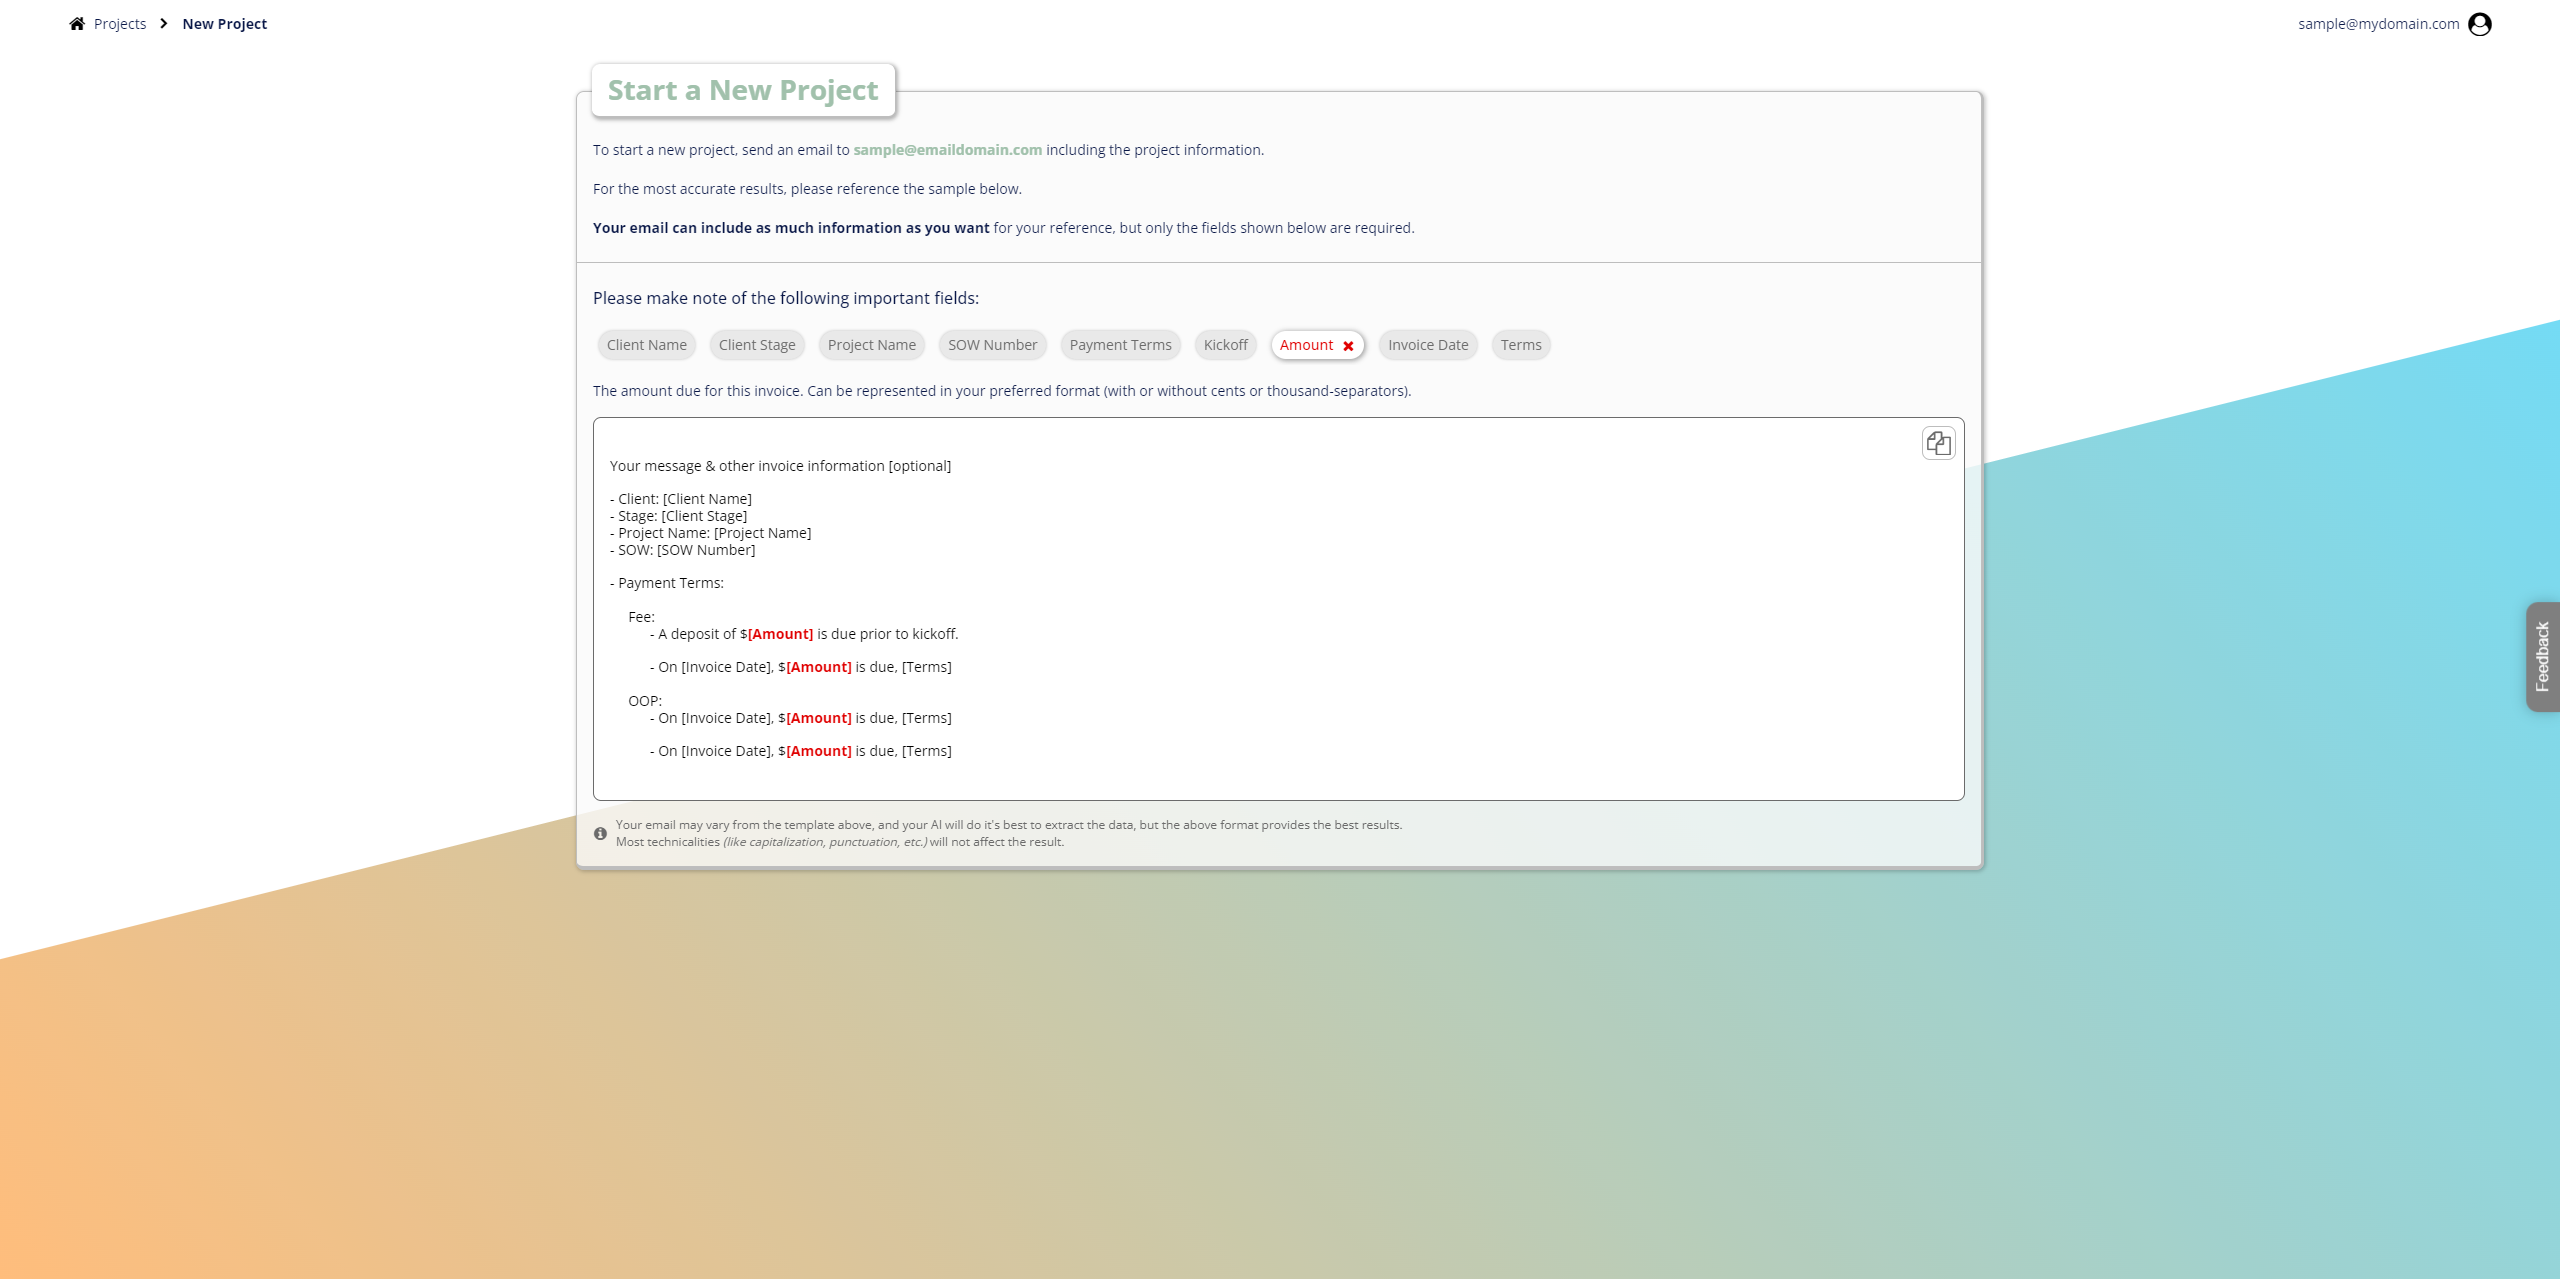 Projects New Project
sample@mydomain.com
Start a New Project
To start a new project, send an email to sample@emaildomain.com including the project information.
For the most accurate results, please reference the sample below.
Your email can include as much information as you want for your reference, but only the fields shown below are required.
Please make note of the following important fields:
Client Name Client Stage Project Name SOW Number Payment Terms Kickoff Amount Invoice Date Terms
The amount due for this invoice. Can be represented in your preferred format (with or without cents or thousand-separators).
Your message & other invoice information [optional]
- Client: [Client Name]
- Stage: [Client Stage]
- Project Name: [Project Name]
- SOW: [SOW Number]
- Payment Terms:
Fee:
- A deposit of $[Amount] is due prior to kickoff.
- On [Invoice Date], $[Amount] is due, [Terms]
OOP:
- On [Invoice Date], $[Amount] is due, [Terms]
- On [Invoice Date], $[Amount] is due, [Terms]
Your email may vary from the template above, and your AI will do it's best to extract the data, but the above format provides the best results.
Most technicalities (like capitalization, punctuation, etc.) will not affect the result.
Feedback